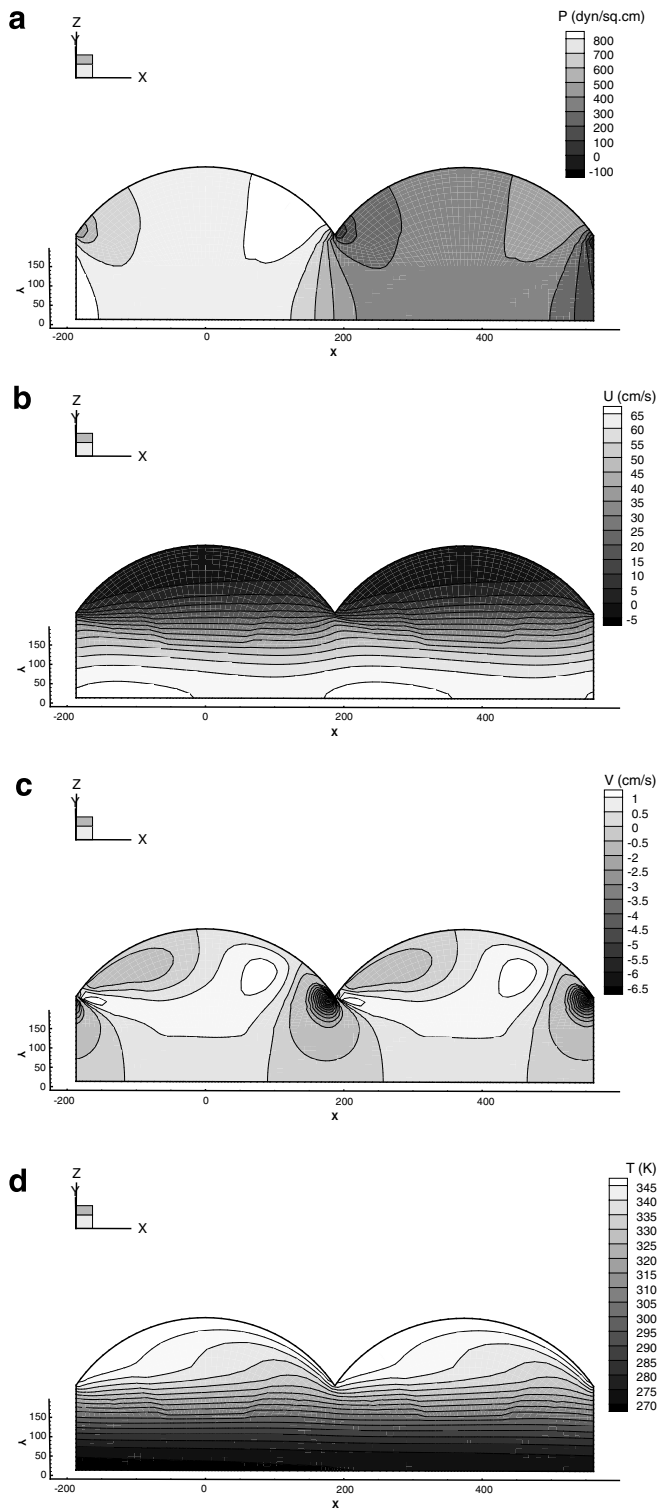 a
Z
Y
X
P (dyn/sq.cm)
800
700
600
500
400
300
200
100
0
-100
150
100
50
0
Y
-200 0 200 400
X
b
Z
Y
X
U (cm/s)
65
60
55
50
45
40
35
30
25
20
15
10
5
0
-5
150
100
50
0
Y
-200 0 200 400
X
c
Z
Y
X
V (cm/s)
1
0.5
0
-0.5
-2
-2.5
-3
-3.5
-4
-4.5
-5
-5.5
-6
-6.5
150
100
50
0
Y
-200 0 200 400
X
d
Z
Y
X
T (K)
345
340
335
330
325
320
315
310
305
300
295
290
285
280
275
270
150
100
50
0
Y
-200 0 200 400
X